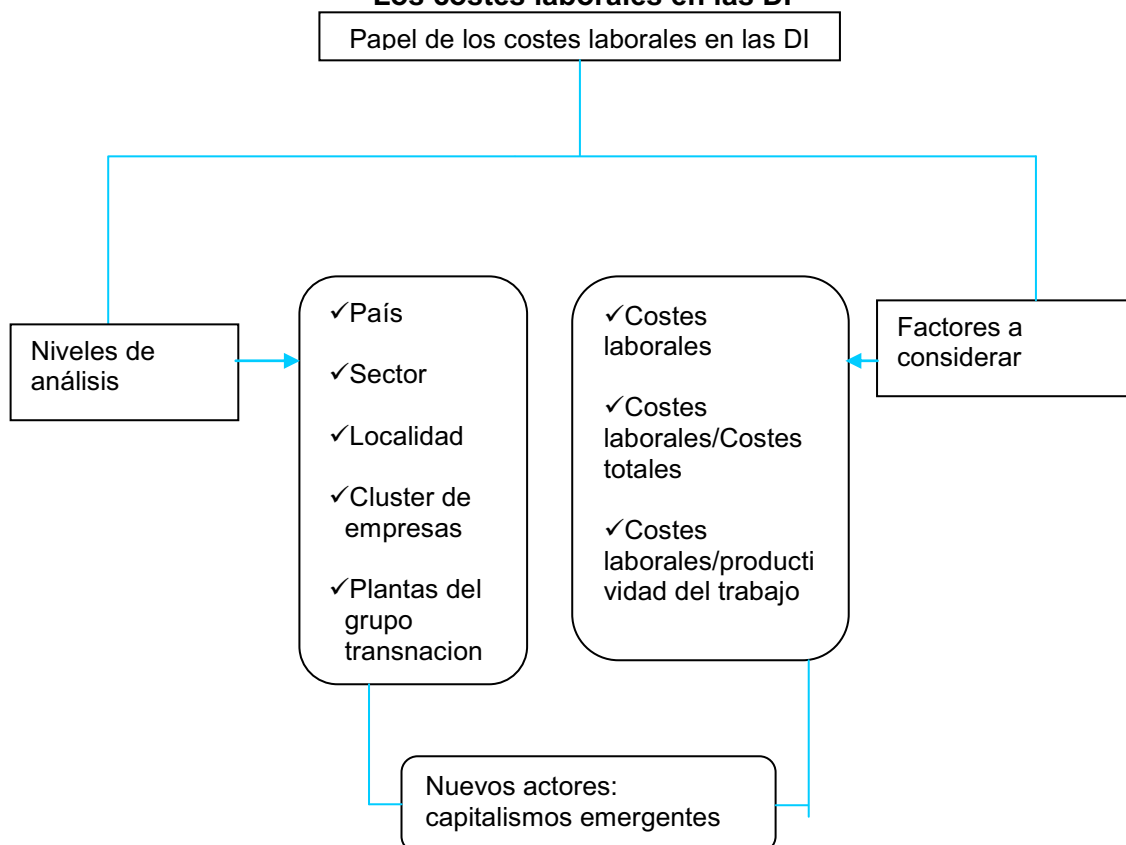 Los costes laborales en las DI
Papel de los costes laborales en las DI
Niveles de
análisis
✓País
✓Sector
✓Localidad
✓Cluster de
empresas
✓Plantas del
grupo
transnacion
✓Costes
laborales
✓Costes
laborales/Costes
totales
✓Costes
laborales/producti
vidad del trabajo
Factores a
considerar
Nuevos actores:
capitalismos emergentes